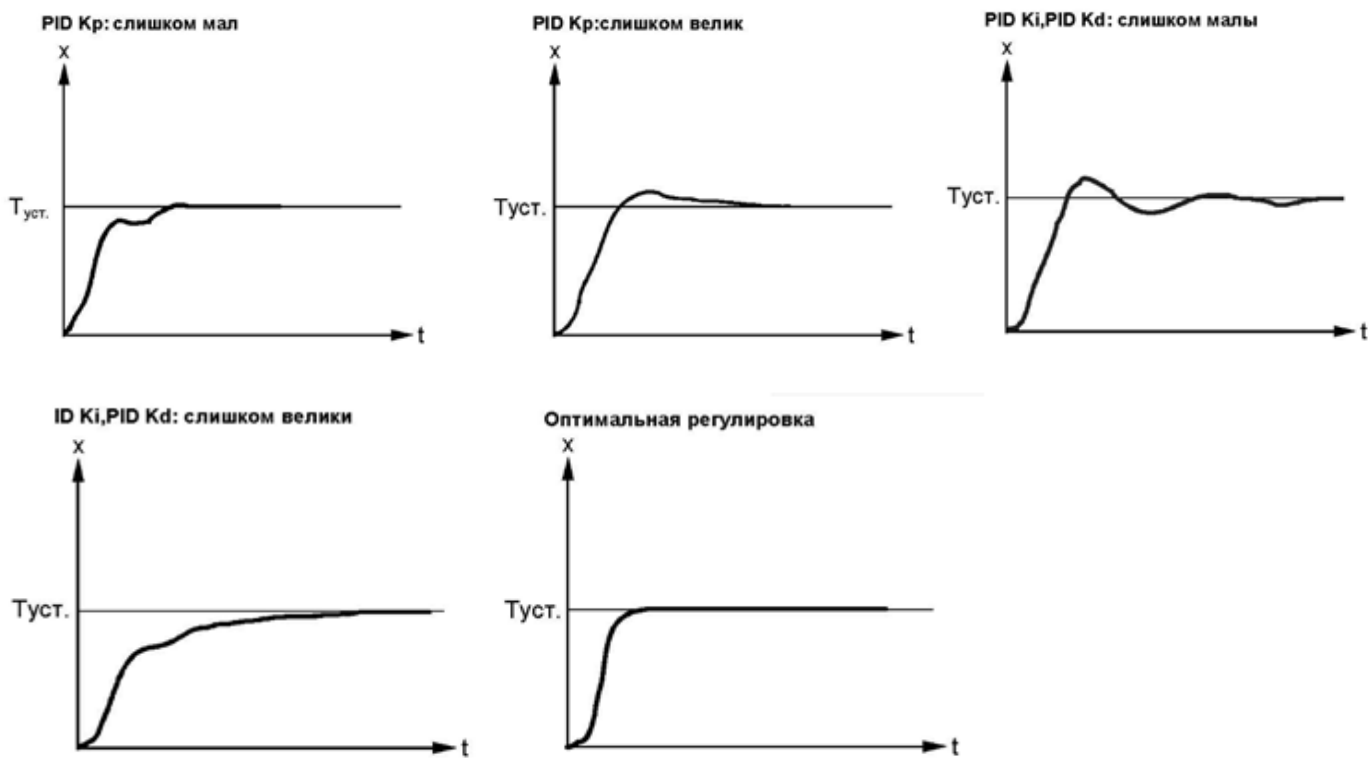 PID Kp: слишком мал
x
Туст.
t
PID Kp:слишком велик
x
Туст.
t
PID Ki,PID Kd: слишком малы
x
Туст.
t
ID Ki,PID Kd: слишком велики
x
Туст.
t
Оптимальная регулировка
x
Туст.
t